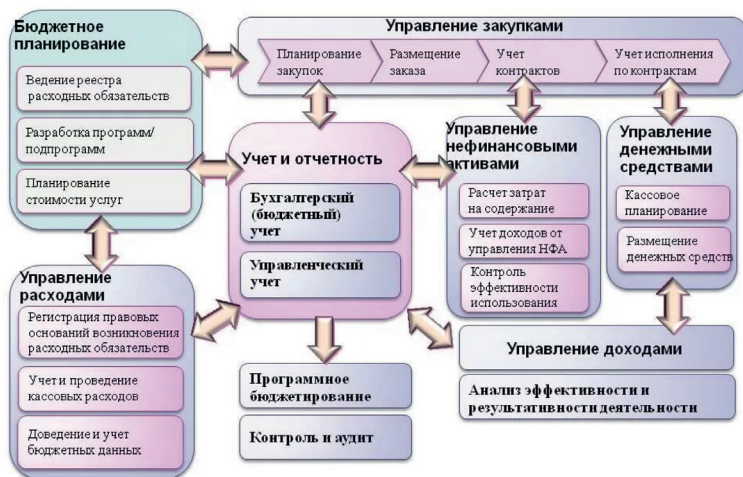 Бюджетное
планирование
Ведение реестра
расходных обязательств
Разработка программ/
подпрограмм
Планирование
стоимости услуг
Управление закупками
Планирование
закупок
Размещение
заказа
Учет
контрактов
Учет исполнения
по контрактам
Учет и отчетность
Бухгалтерский
(бюджетный)
учет
Управленческий
учет
Управление
нефинансовыми
активами
Расчет затрат
на содержание
Учет доходов от
управления НФА
Контроль
эффективности
использования
Управление
денежными
средствами
Кассовое
планирование
Размещение
денежных средств
Управление
расходами
Регистрация правовых
оснований возникновения
расходных обязательств
Учет и проведение
кассовых расходов
Доведение и учет
бюджетных данных
Программное
бюджетирование
Контроль и аудит
Управление доходами
Анализ эффективности и
результативности деятельности